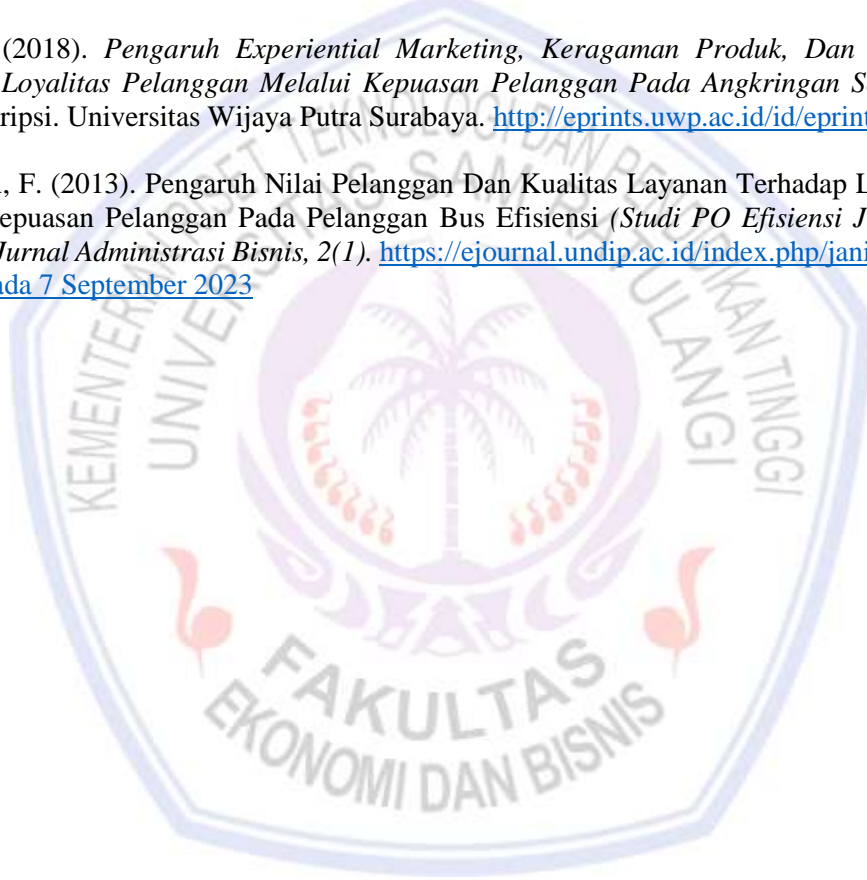 (2018). Pengaruh Experiential Marketing, Keragaman Produk, Dan
Loyalitas Pelanggan Melalui Kepuasan Pelanggan Pada Angkringan S
ripsi. Universitas Wijaya Putra Surabaya. http://eprints.uwp.ac.id/id/eprint
, F. (2013). Pengaruh Nilai Pelanggan Dan Kualitas Layanan Terhadap L
epuasan Pelanggan Pada Pelanggan Bus Efisiensi (Studi PO Efisiensi J
Jurnal Administrasi Bisnis, 2(1). https://ejournal.undip.ac.id/index.php/jani
ada 7 September 2023
KEMENTERIAN RISET TEKNOLOGI DAN PENDIDIKAN TINGGI
UNIVERSITAS SAM RATULANGI
FAKULTAS
EKONOMI DAN BISNIS